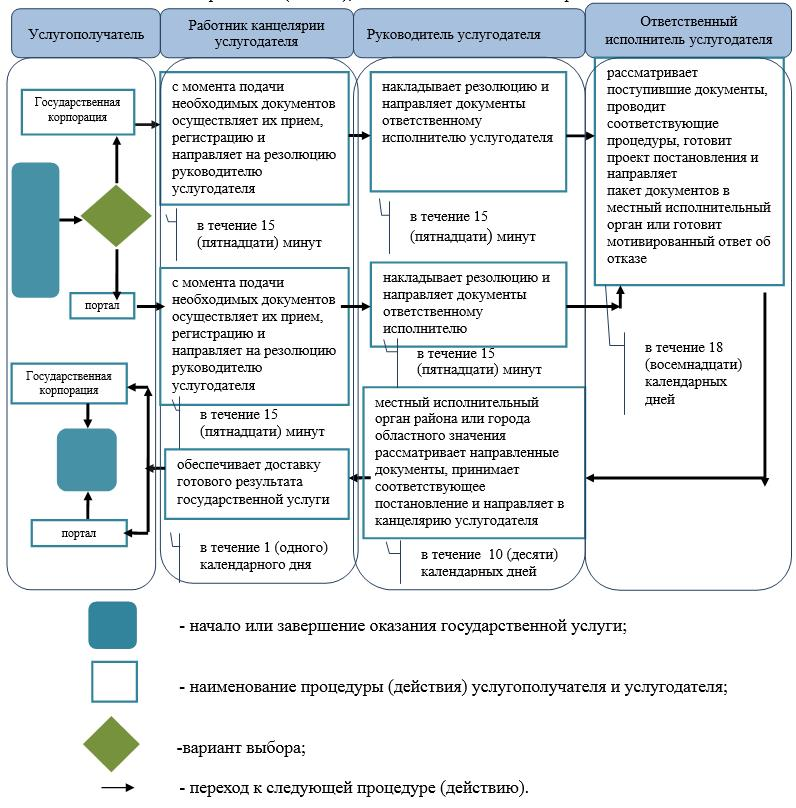 Услугополучатель
Работник канцелярии
услугодателя
Руководитель услугодателя
Ответственный
исполнитель услугодателя
Государственная
корпорация
с момента подачи
необходимых документов
осуществляет их прием,
регистрацию и
направляет на резолюцию
руководителю
услугодателя
накладывает резолюцию и
направляет документы
ответственному
исполнителю услугодателя
рассматривает
поступившие документы,
проводит
соответствующие
процедуры, готовит
проект постановления и
направляет
пакет документов в
местный исполнительный
орган или готовит
мотивированный ответ об
отказе
в течение 15
(пятнадцати) минут
в течение 15
(пятнадцати) минут
портал
с момента подачи
необходимых документов
осуществляет их прием,
регистрацию и
направляет на резолюцию
руководителю
услугодателя
накладывает резолюцию и
направляет документы
ответственному
исполнителю
в течение 15
(пятнадцати) минут
в течение 18
(восемнадцати)
календарных
дней
Государственная
корпорация
в течение 15
(пятнадцати) минут
местный исполнительный
орган района или города
областного значения
рассматривает направленные
документы, принимает
соответствующее
постановление и направляет в
канцелярию услугодателя
обеспечивает доставку
готового результата
государственной услуги
портал
в течение 1 (одного)
календарного дня
в течение 10 (десяти)
календарных дней
- начало или завершение оказания государственной услуги;
- наименование процедуры (действия) услугополучателя и услугодателя;
-вариант выбора;
- переход к следующей процедуре (действию).